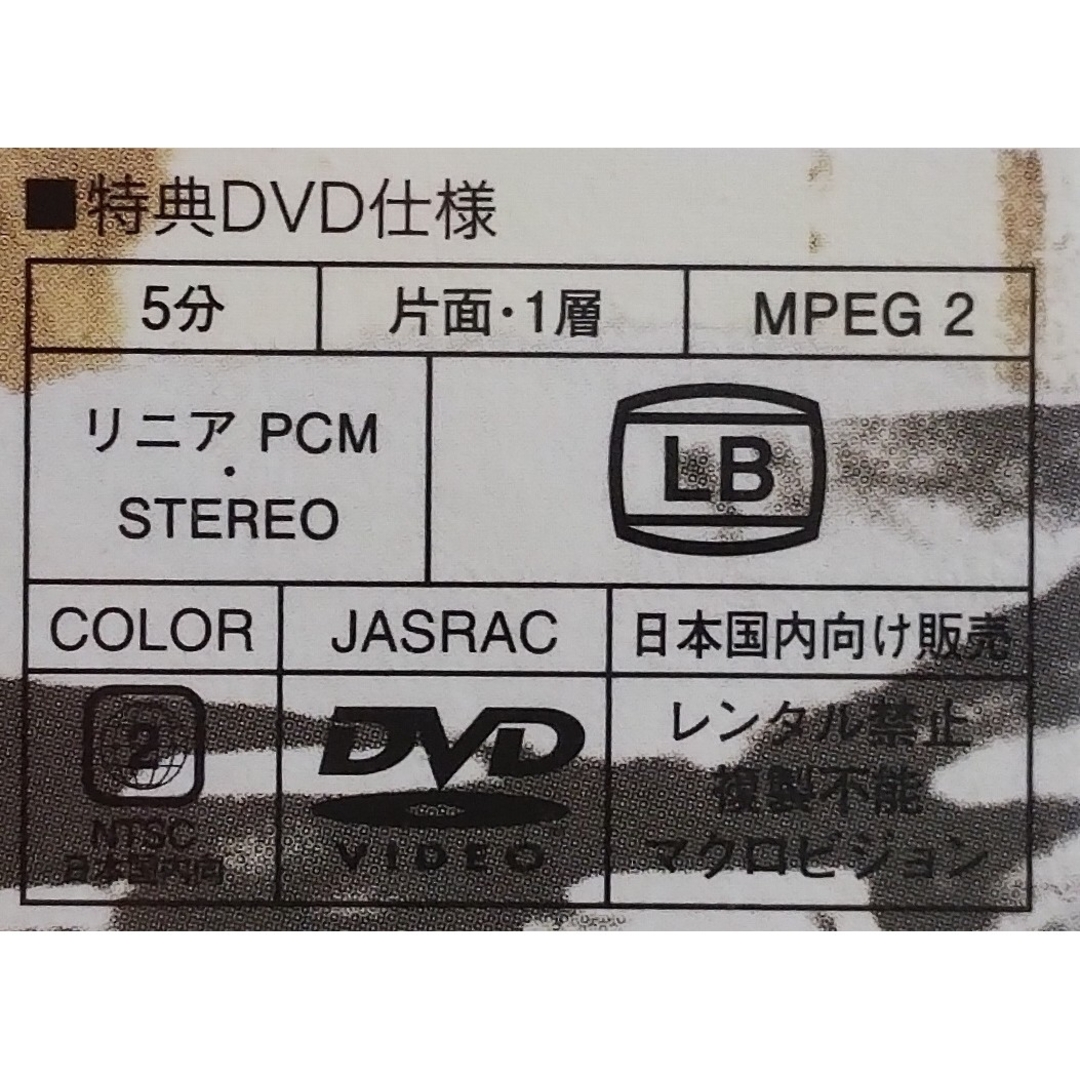 ■特典DVD仕様
5分
片面・1層
MPEG 2
リニア PCM
・
STEREO
LB
COLOR
JASRAC
日本国内向け販売
2
NTSC
日本国内向
DVD
VIDEO
レンタル禁止
複製不能
マクロビジョン